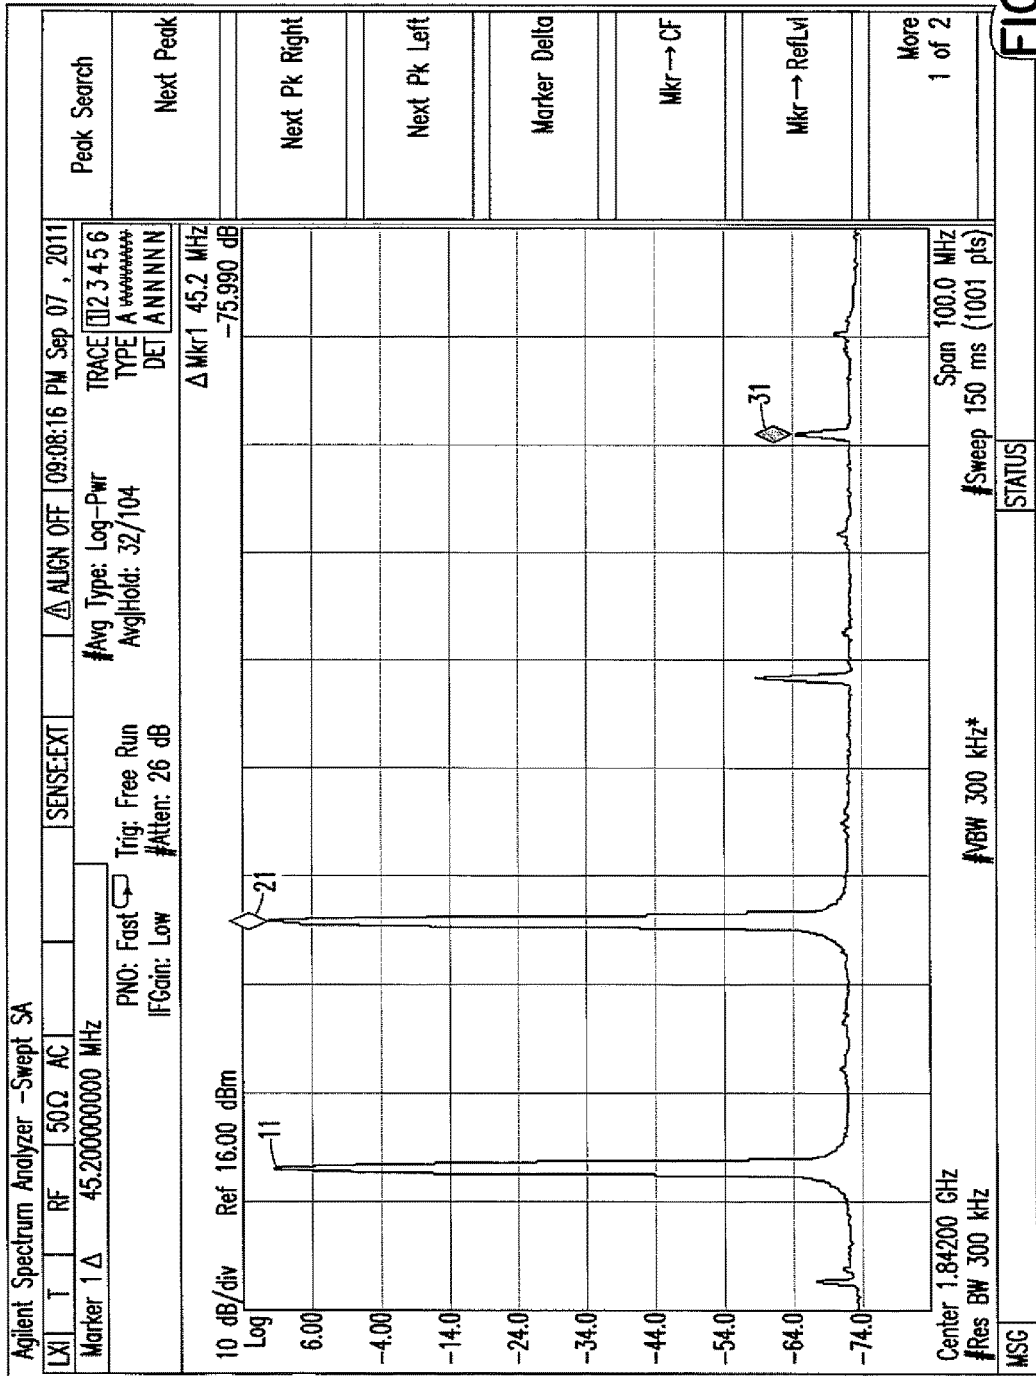 Agilent Spectrum Analyzer -Swept SA
LXI T RF 50Ω AC SENSE:EXT ⚠ ALIGN OFF 09:08:16 PM Sep 07 , 2011
Marker 1 Δ 45.200000000 MHz
PNO: Fast
IFGain: Low
Trig: Free Run
#Atten: 26 dB
#Avg Type: Log-Pwr
Avg|Hold: 32/104
TRACE 1 2 3 4 5 6
TYPE A WWWWW
DET A N N N N N
Δ Mkr1 45.2 MHz
-75.990 dB
10 dB/div Ref 16.00 dBm
Log
6.00
-4.00
-14.0
-24.0
-34.0
-44.0
-54.0
-64.0
-74.0
11
21
31
Center 1.84200 GHz
#Res BW 300 kHz
#VBW 300 kHz*
Span 100.0 MHz
#Sweep 150 ms (1001 pts)
MSG
STATUS
Peak Search
Next Peak
Next Pk Right
Next Pk Left
Marker Delta
Mkr→ CF
Mkr→ RefLvl
More
1 of 2